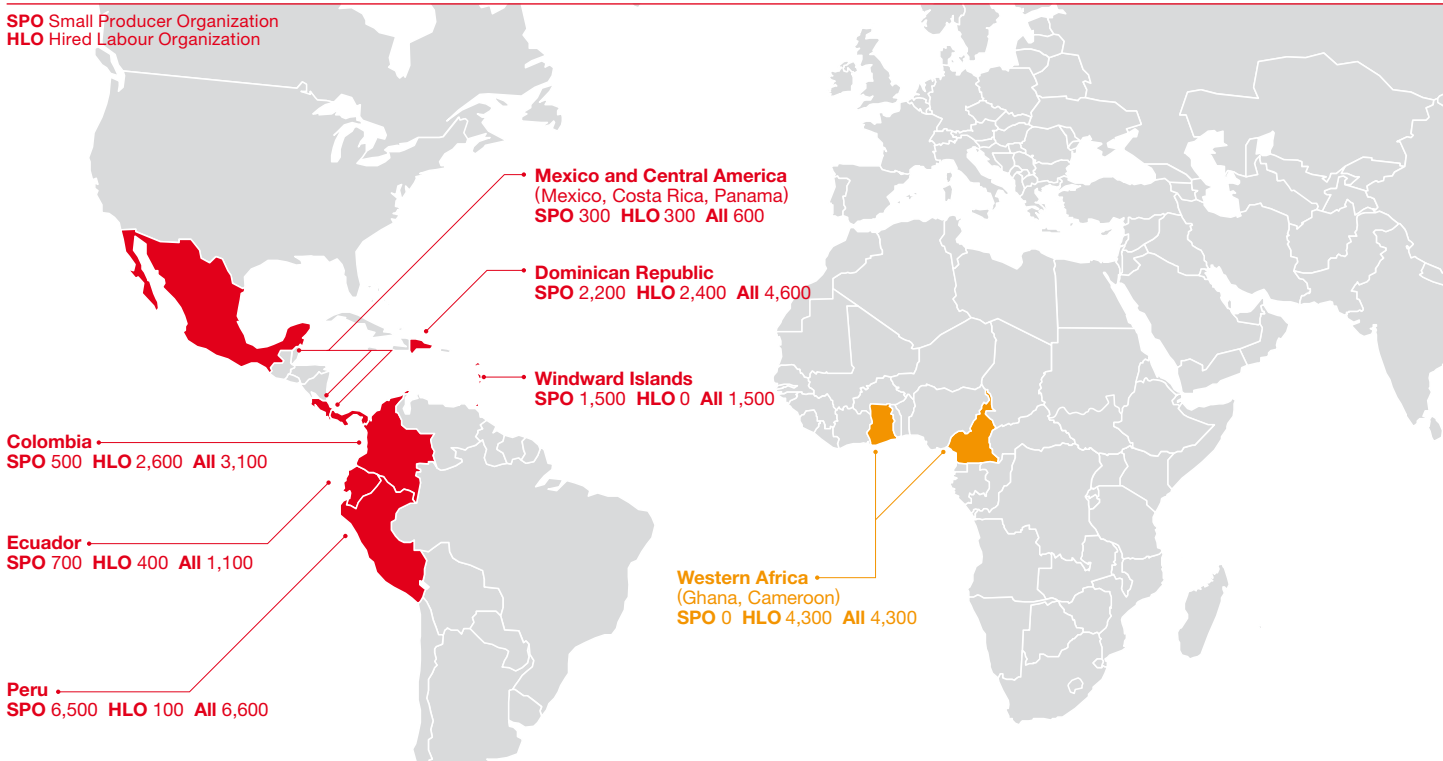 SPO Small Producer Organization
HLO Hired Labour Organization
Mexico and Central America
(Mexico, Costa Rica, Panama)
SPO 300 HLO 300 All 600
Dominican Republic
SPO 2,200 HLO 2,400 All 4,600
Windward Islands
SPO 1,500 HLO 0 All 1,500
Colombia
SPO 500 HLO 2,600 All 3,100
Ecuador
SPO 700 HLO 400 All 1,100
Western Africa
(Ghana, Cameroon)
SPO 0 HLO 4,300 All 4,300
Peru
SPO 6,500 HLO 100 All 6,600